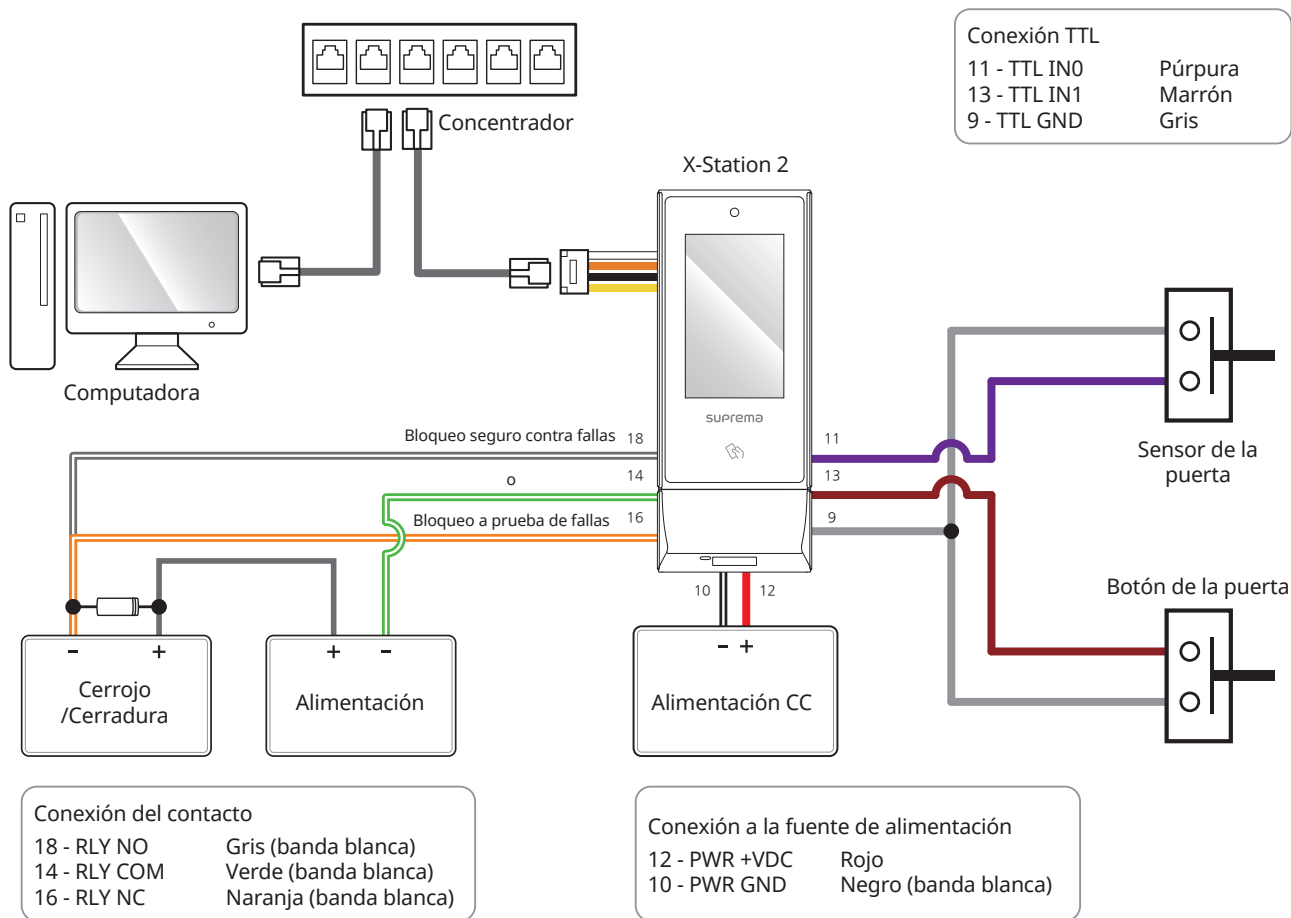 Conexión TTL
11 - TTL IN0 Púrpura
13 - TTL IN1 Marrón
9 - TTL GND Gris
Concentrador
X-Station 2
Computadora
suprema
Bloqueo seguro contra fallas 18
11
Sensor de la
puerta
o 14
13
Bloqueo a prueba de fallas 16
9
10 12
Botón de la puerta
- +
Cerrojo
/Cerradura
+ -
Alimentación
- +
Alimentación CC
Conexión del contacto
18 - RLY NO Gris (banda blanca)
14 - RLY COM Verde (banda blanca)
16 - RLY NC Naranja (banda blanca)
Conexión a la fuente de alimentación
12 - PWR +VDC Rojo
10 - PWR GND Negro (banda blanca)